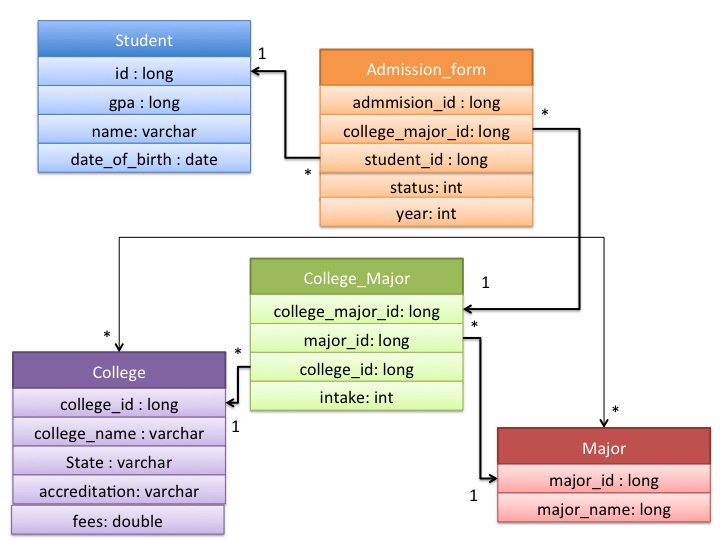 Student
id : long
gpa : long
name: varchar
date_of_birth : date
1
*
Admission_form
admmision_id : long
college_major_id: long
student_id : long
status: int
year: int
*
1
College_Major
college_major_id: long
major_id: long
college_id: long
intake: int
*
*
1
1
*
College
college_id : long
college_name : varchar
State : varchar
accreditation: varchar
fees: double
*
Major
major_id : long
major_name: long